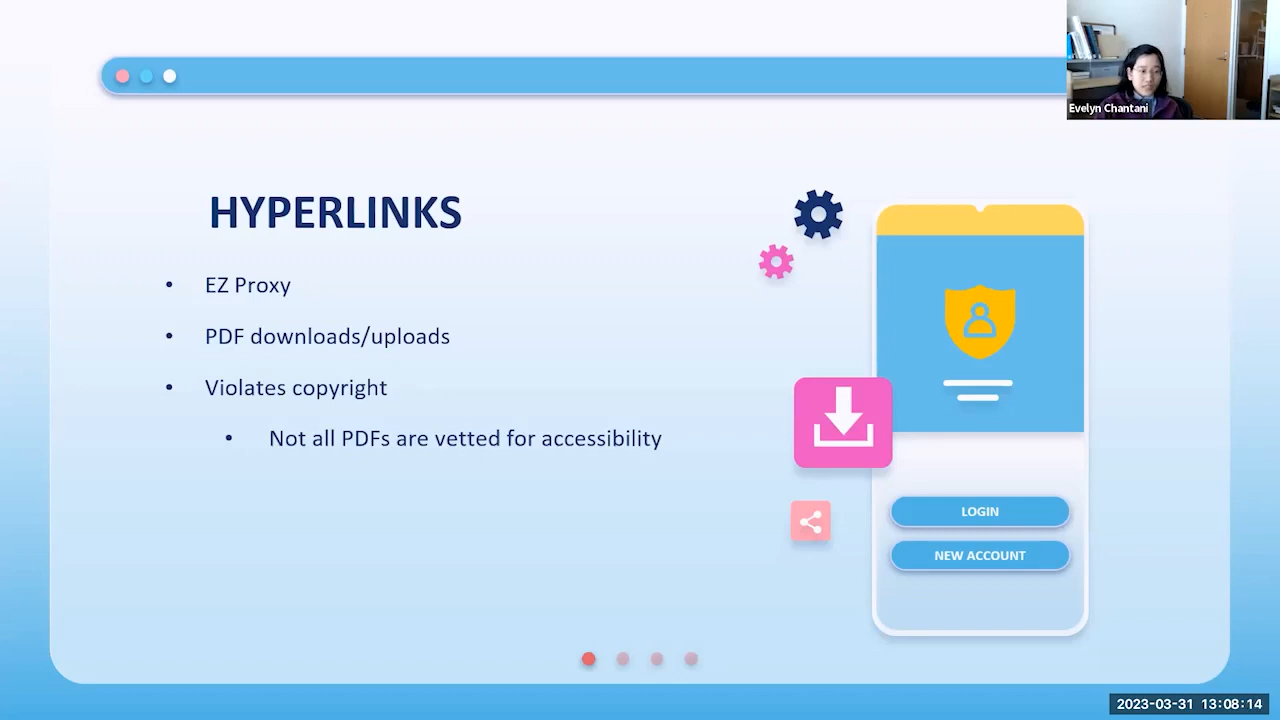 Evelyn Chantani
HYPERLINKS
• EZ Proxy
• PDF downloads/uploads
• Violates copyright
• Not all PDFs are vetted for accessibility
LOGIN
NEW ACCOUNT
2023-03-31 13:08:14